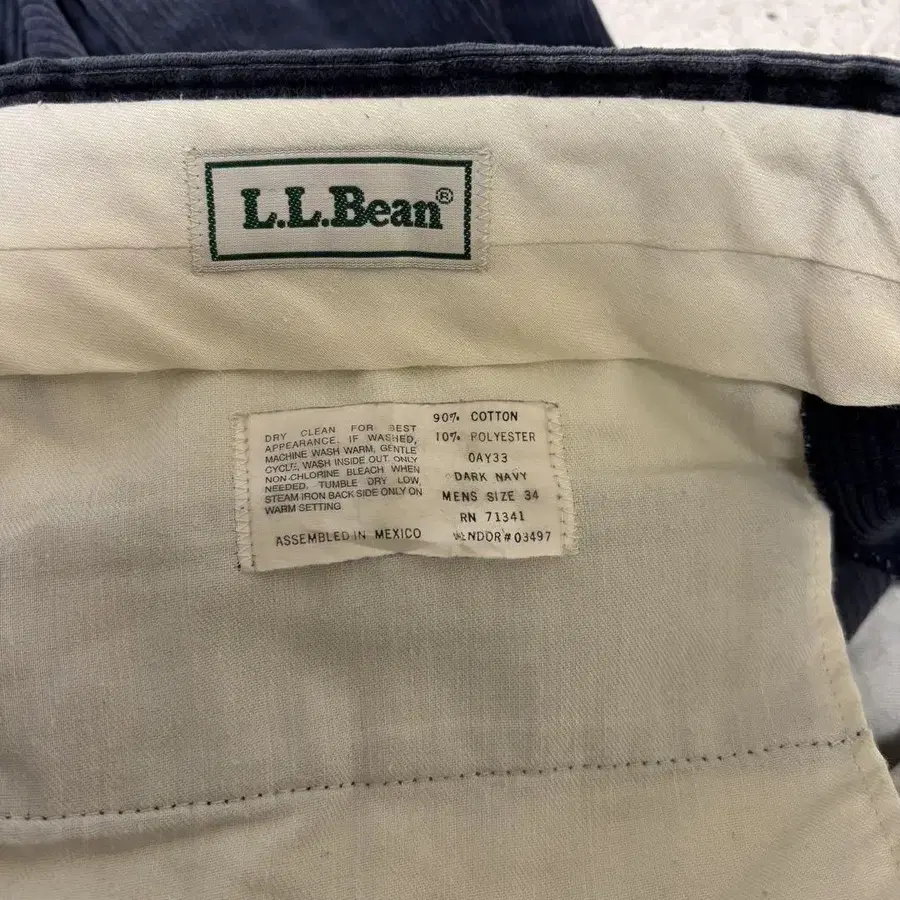 L.L.Bean®
DRY CLEAN FOR BEST
APPEARANCE. IF WASHED,
MACHINE WASH WARM, GENTLE
CYCLE, WASH INSIDE OUT. ONLY
NON-CHLORINE BLEACH WHEN
NEEDED. TUMBLE DRY LOW,
STEAM IRON BACK SIDE ONLY ON
WARM SETTING.
ASSEMBLED IN MEXICO
90% COTTON
10% POLYESTER
0AY33
DARK NAVY
MENS SIZE 34
RN 71341
VENDOR # 03497